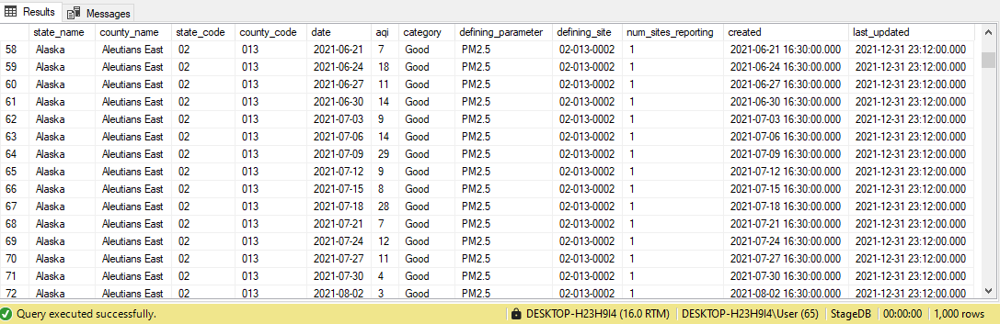 Results Messages
state_name county_name state_code county_code date aqi category defining_parameter defining_site num_sites_reporting created last_updated
58 Alaska Aleutians East 02 013 2021-06-21 7 Good PM2.5 02-013-0002 1 2021-06-21 16:30:00.000 2021-12-31 23:12:00.000
59 Alaska Aleutians East 02 013 2021-06-24 18 Good PM2.5 02-013-0002 1 2021-06-24 16:30:00.000 2021-12-31 23:12:00.000
60 Alaska Aleutians East 02 013 2021-06-27 11 Good PM2.5 02-013-0002 1 2021-06-27 16:30:00.000 2021-12-31 23:12:00.000
61 Alaska Aleutians East 02 013 2021-06-30 14 Good PM2.5 02-013-0002 1 2021-06-30 16:30:00.000 2021-12-31 23:12:00.000
62 Alaska Aleutians East 02 013 2021-07-03 9 Good PM2.5 02-013-0002 1 2021-07-03 16:30:00.000 2021-12-31 23:12:00.000
63 Alaska Aleutians East 02 013 2021-07-06 14 Good PM2.5 02-013-0002 1 2021-07-06 16:30:00.000 2021-12-31 23:12:00.000
64 Alaska Aleutians East 02 013 2021-07-09 29 Good PM2.5 02-013-0002 1 2021-07-09 16:30:00.000 2021-12-31 23:12:00.000
65 Alaska Aleutians East 02 013 2021-07-12 9 Good PM2.5 02-013-0002 1 2021-07-12 16:30:00.000 2021-12-31 23:12:00.000
66 Alaska Aleutians East 02 013 2021-07-15 8 Good PM2.5 02-013-0002 1 2021-07-15 16:30:00.000 2021-12-31 23:12:00.000
67 Alaska Aleutians East 02 013 2021-07-18 28 Good PM2.5 02-013-0002 1 2021-07-18 16:30:00.000 2021-12-31 23:12:00.000
68 Alaska Aleutians East 02 013 2021-07-21 7 Good PM2.5 02-013-0002 1 2021-07-21 16:30:00.000 2021-12-31 23:12:00.000
69 Alaska Aleutians East 02 013 2021-07-24 12 Good PM2.5 02-013-0002 1 2021-07-24 16:30:00.000 2021-12-31 23:12:00.000
70 Alaska Aleutians East 02 013 2021-07-27 11 Good PM2.5 02-013-0002 1 2021-07-27 16:30:00.000 2021-12-31 23:12:00.000
71 Alaska Aleutians East 02 013 2021-07-30 4 Good PM2.5 02-013-0002 1 2021-07-30 16:30:00.000 2021-12-31 23:12:00.000
72 Alaska Aleutians East 02 013 2021-08-02 3 Good PM2.5 02-013-0002 1 2021-08-02 16:30:00.000 2021-12-31 23:12:00.000
Query executed successfully. DESKTOP-H23H9I4 (16.0 RTM) DESKTOP-H23H9I4\User (65) StageDB 00:00:00 1,000 rows